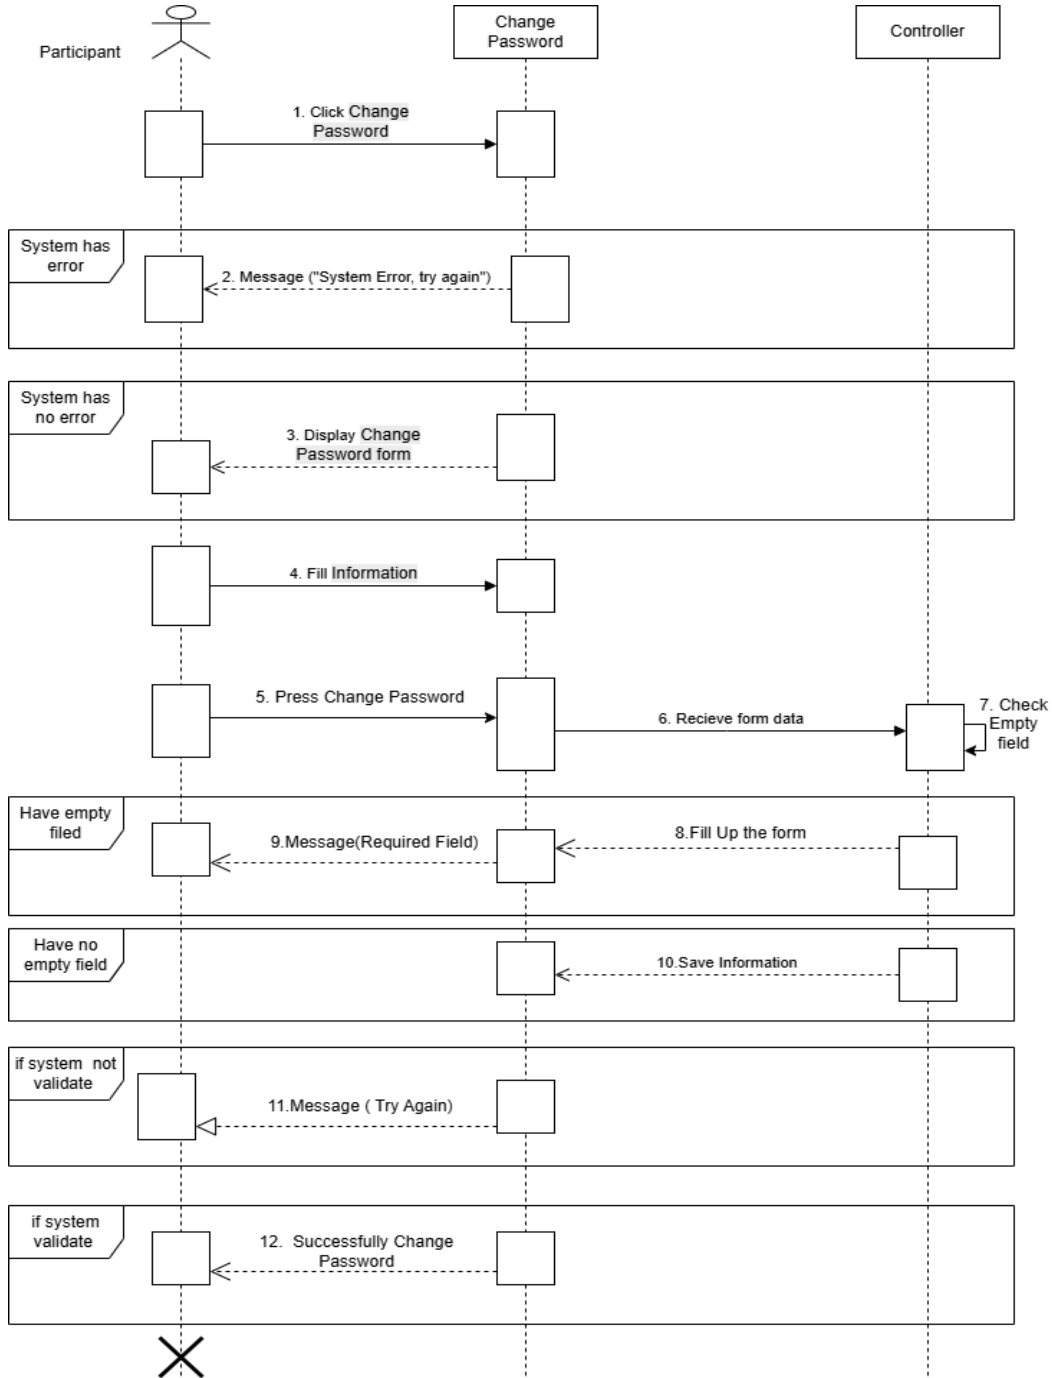 Participant
Change
Password
Controller
1. Click Change
Password
System has
error
2. Message ("System Error, try again")
System has
no error
3. Display Change
Password form
4. Fill Information
5. Press Change Password
6. Recieve form data
7. Check
Empty
field
Have empty
filed
9.Message(Required Field)
8.Fill Up the form
Have no
empty field
10.Save Information
if system not
validate
11.Message ( Try Again)
if system
validate
12. Successfully Change
Password